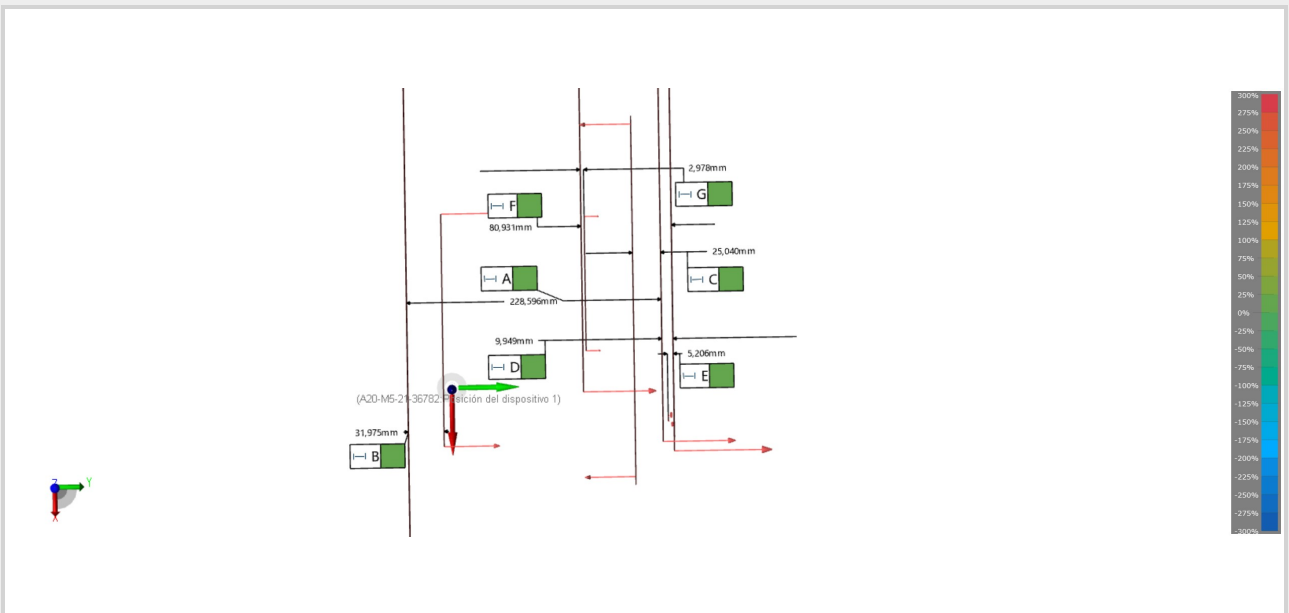 2,978mm
G
F
80,931mm
25,040mm
A
C
228,596mm
9,949mm
5,206mm
D
E
(A20-M5-21-36782 Posición del dispositivo 1)
31,975mm
B
Z
Y
X
300%
275%
250%
225%
200%
175%
150%
125%
100%
75%
50%
25%
0%
-25%
-50%
-75%
-100%
-125%
-150%
-175%
-200%
-225%
-250%
-275%
-300%